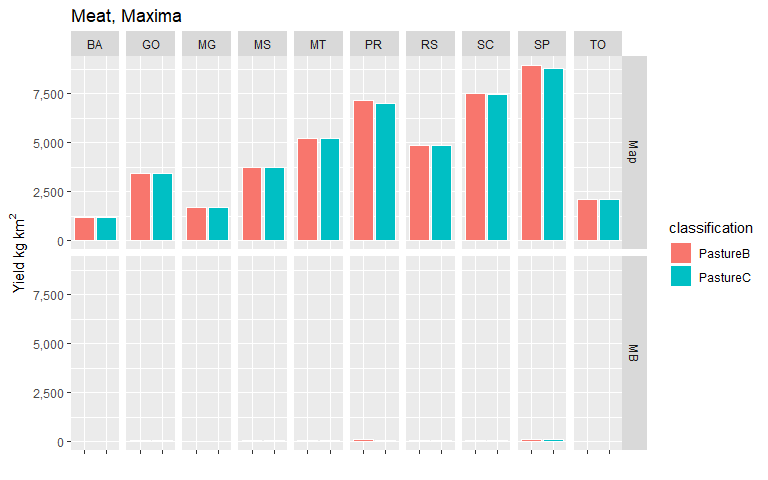 Meat, Maxima
BA GO MG MS MT PR RS SC SP TO
7,500
5,000
2,500
0
Map
7,500
5,000
2,500
0
MB
Yield kg km²
classification
PastureB
PastureC